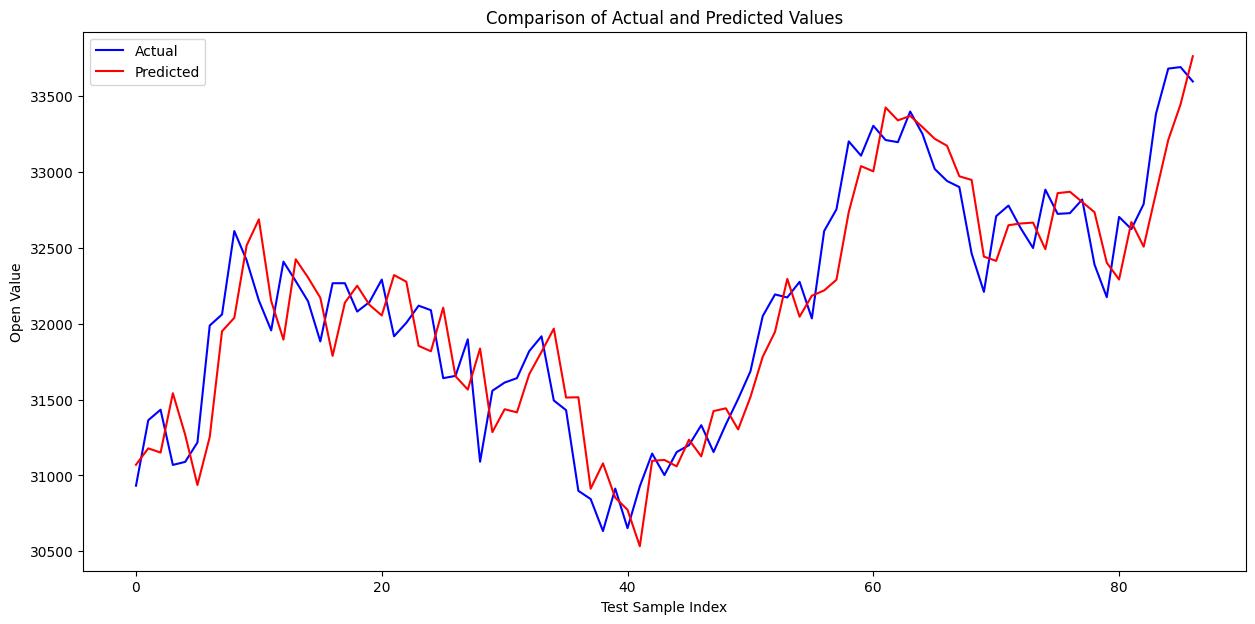 Comparison of Actual and Predicted Values
Actual
Predicted
Open Value
33500
33000
32500
32000
31500
31000
30500
0 20 40 60 80
Test Sample Index